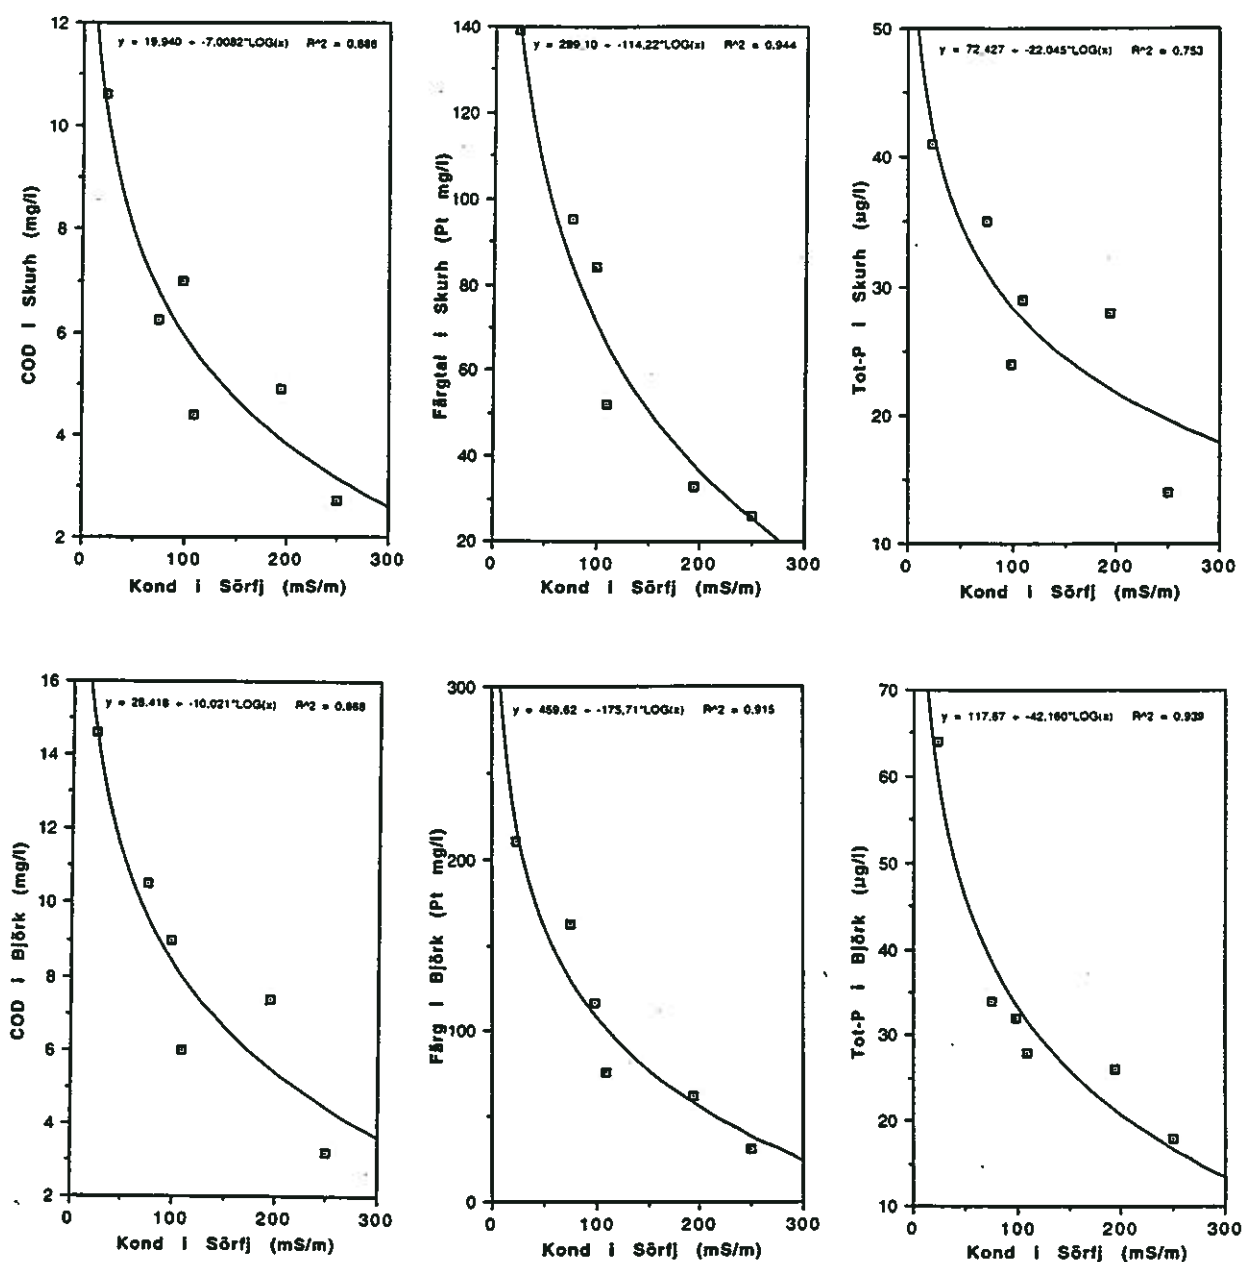 y = 19.940 + -7.0082*LOG(x) R^2 = 0.886
12
10
8
6
4
2
0 100 200 300
COD i Skurh (mg/l)
Kond i Sörfj (mS/m)
y = 289.10 + -114.22*LOG(x) R^2 = 0.944
140
120
100
80
60
40
20
0 100 200 300
Färgtal i Skurh (Pt mg/l)
Kond i Sörfj (mS/m)
y = 72.427 + -22.045*LOG(x) R^2 = 0.753
50
40
30
20
10
0 100 200 300
Tot-P i Skurh (µg/l)
Kond i Sörfj (mS/m)
y = 28.418 + -10.021*LOG(x) R^2 = 0.868
16
14
12
10
8
6
4
2
0 100 200 300
COD i Björk (mg/l)
Kond i Sörfj (mS/m)
y = 459.62 + -175.71*LOG(x) R^2 = 0.915
300
200
100
0
0 100 200 300
Färg i Björk (Pt mg/l)
Kond i Sörfj (mS/m)
y = 117.87 + -42.160*LOG(x) R^2 = 0.939
70
60
50
40
30
20
10
0 100 200 300
Tot-P i Björk (µg/l)
Kond i Sörfj (mS/m)